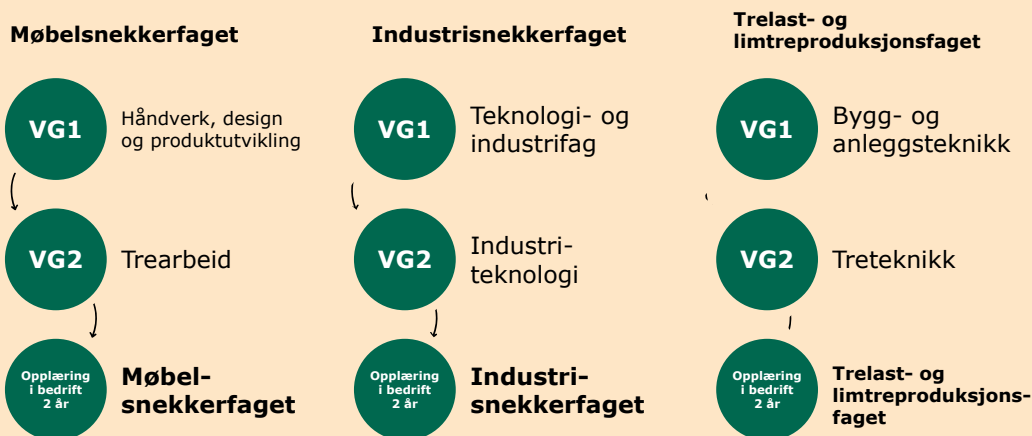 Møbelsnekkerfaget
VG1
Håndverk, design
og produktutvikling
VG2
Trearbeid
Opplæring
i bedrift
2 år
Møbel-
snekkerfaget
Industrisnekkerfaget
VG1
Teknologi- og
industrifag
VG2
Industri-
teknologi
Opplæring
i bedrift
2 år
Industri-
snekkerfaget
Trelast- og
limtreproduksjonsfaget
VG1
Bygg- og
anleggsteknikk
VG2
Treteknikk
Opplæring
i bedrift
2 år
Trelast- og
limtreproduksjons-
faget